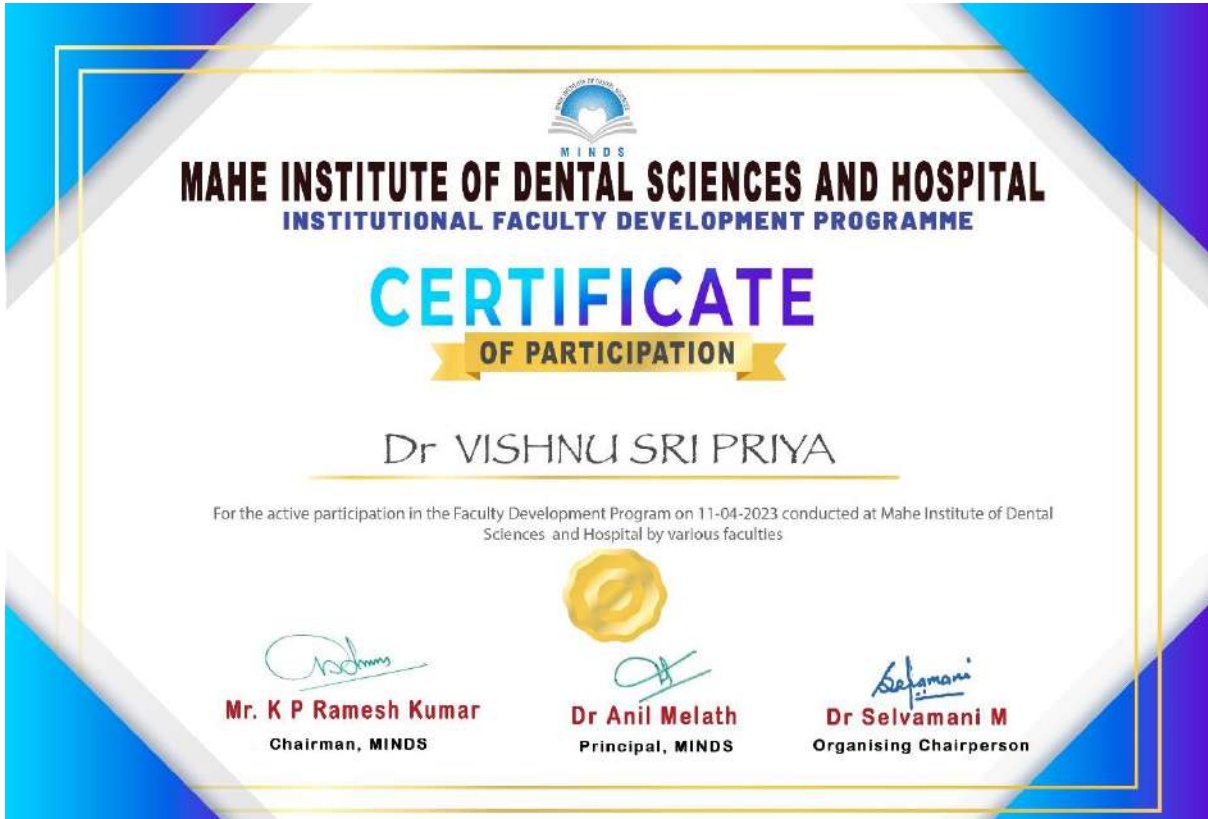 MINDS
MAHE INSTITUTE OF DENTAL SCIENCES AND HOSPITAL
INSTITUTIONAL FACULTY DEVELOPMENT PROGRAMME
CERTIFICATE
OF PARTICIPATION
Dr VISHNU SRI PRIYA
For the active participation in the Faculty Development Program on 11-04-2023 conducted at Mahe Institute of Dental
Sciences and Hospital by various faculties
Selvamani
Mr. K P Ramesh Kumar
Dr Anil Melath
Dr Selvamani M
Chairman, MINDS
Principal, MINDS
Organising Chairperson